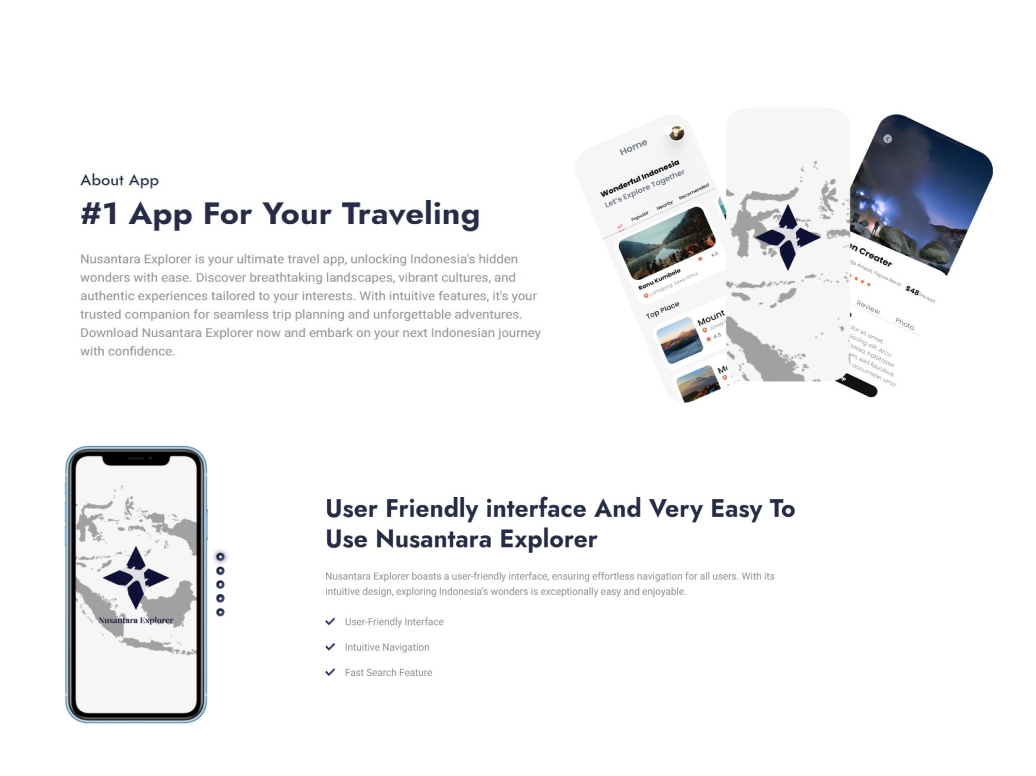 About App
#1 App For Your Traveling
Nusantara Explorer is your ultimate travel app, unlocking Indonesia's hidden
wonders with ease. Discover breathtaking landscapes, vibrant cultures, and
authentic experiences tailored to your interests. With intuitive features, it's your
trusted companion for seamless trip planning and unforgettable adventures.
Download Nusantara Explorer now and embark on your next Indonesian journey
with confidence.
Home
Wonderful Indonesia
Let's Explore Together
All Popular Nearby Recomended
Ranu Kumbolo
4.8
Lumajang, Jawa timur
Top Place
Mount
4.8
en Creater
$48/Person
Review Photo
User Friendly interface And Very Easy To
Use Nusantara Explorer
Nusantara Explorer boasts a user-friendly interface, ensuring effortless navigation for all users. With its
intuitive design, exploring Indonesia's wonders is exceptionally easy and enjoyable.
User-Friendly Interface
Intuitive Navigation
Fast Search Feature
Nusantara Explorer